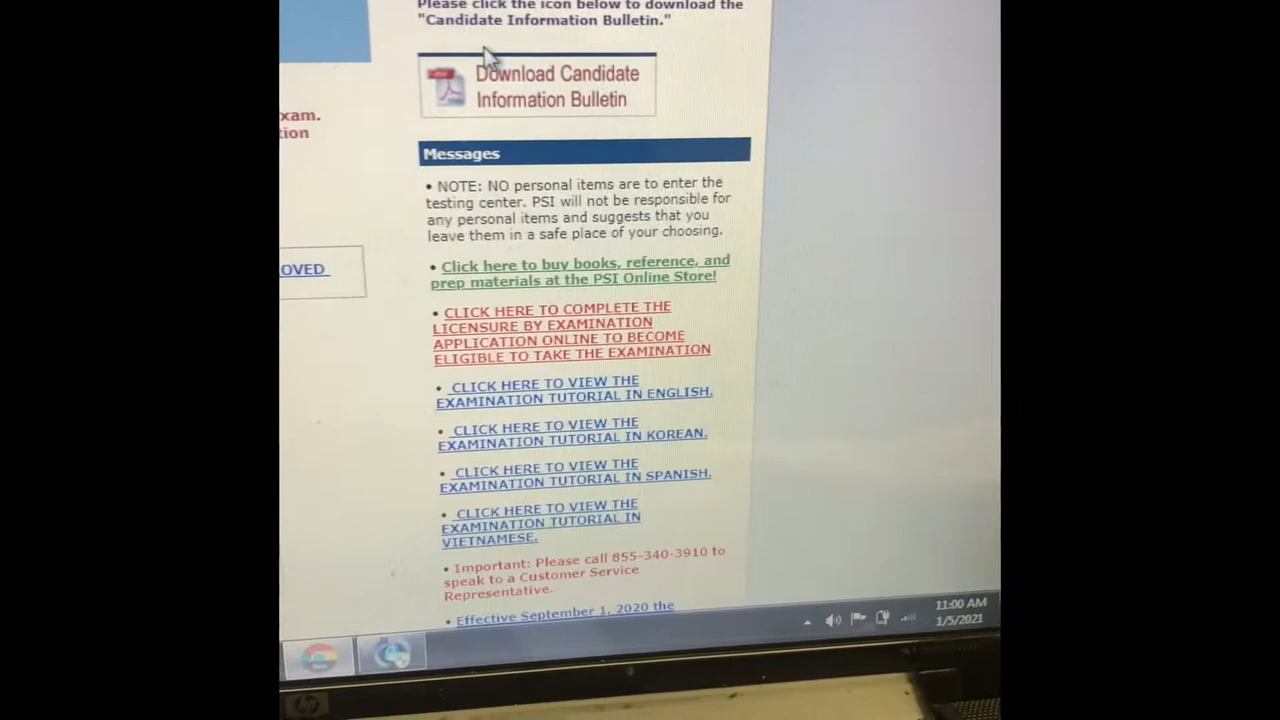 Please click the icon below to download the
"Candidate Information Bulletin."
Download Candidate
Information Bulletin
xam.
tion
Messages
• NOTE: NO personal items are to enter the
testing center. PSI will not be responsible for
any personal items and suggests that you
leave them in a safe place of your choosing.
OVED
• Click here to buy books, reference, and
prep materials at the PSI Online Store!
• CLICK HERE TO COMPLETE THE
LICENSURE BY EXAMINATION
APPLICATION ONLINE TO BECOME
ELIGIBLE TO TAKE THE EXAMINATION
• CLICK HERE TO VIEW THE
EXAMINATION TUTORIAL IN ENGLISH.
• CLICK HERE TO VIEW THE
EXAMINATION TUTORIAL IN KOREAN.
• CLICK HERE TO VIEW THE
EXAMINATION TUTORIAL IN SPANISH.
• CLICK HERE TO VIEW THE
EXAMINATION TUTORIAL IN
VIETNAMESE.
• Important: Please call 855-340-3910 to
speak to a Customer Service
Representative.
• Effective September 1, 2020 the
11:00 AM
1/5/2021
hp